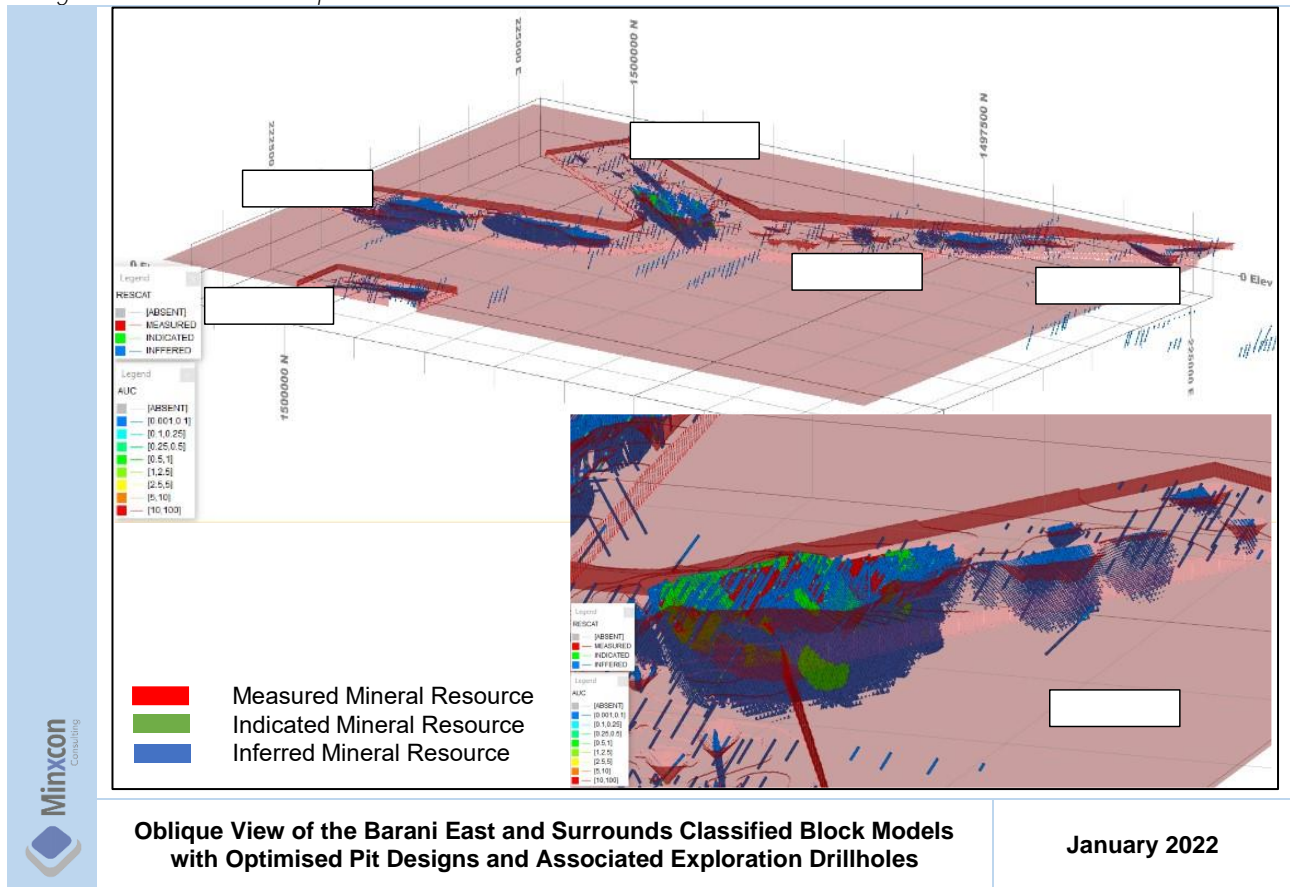 225000 E
1500000 N
1497500 N
222500
0 Elev
Legend
RESCAT
[ABSENT]
MEASURED
INDICATED
INFFERED
Legend
AUC
[ABSENT]
[0.001,0.1]
[0.1,0.25]
[0.25,0.5]
[0.5,1]
[1,2.5]
[2.5,5]
[5,10]
[10,100]
1500000 N
0 Elev
225000 E
Legend
RESCAT
[ABSENT]
MEASURED
INDICATED
INFFERED
Legend
AUC
[ABSENT]
[0.001,0.1]
[0.1,0.25]
[0.25,0.5]
[0.5,1]
[1,2.5]
[2.5,5]
[5,10]
[10,100]
Measured Mineral Resource
Indicated Mineral Resource
Inferred Mineral Resource
Minxcon
Consulting
Oblique View of the Barani East and Surrounds Classified Block Models
with Optimised Pit Designs and Associated Exploration Drillholes
January 2022